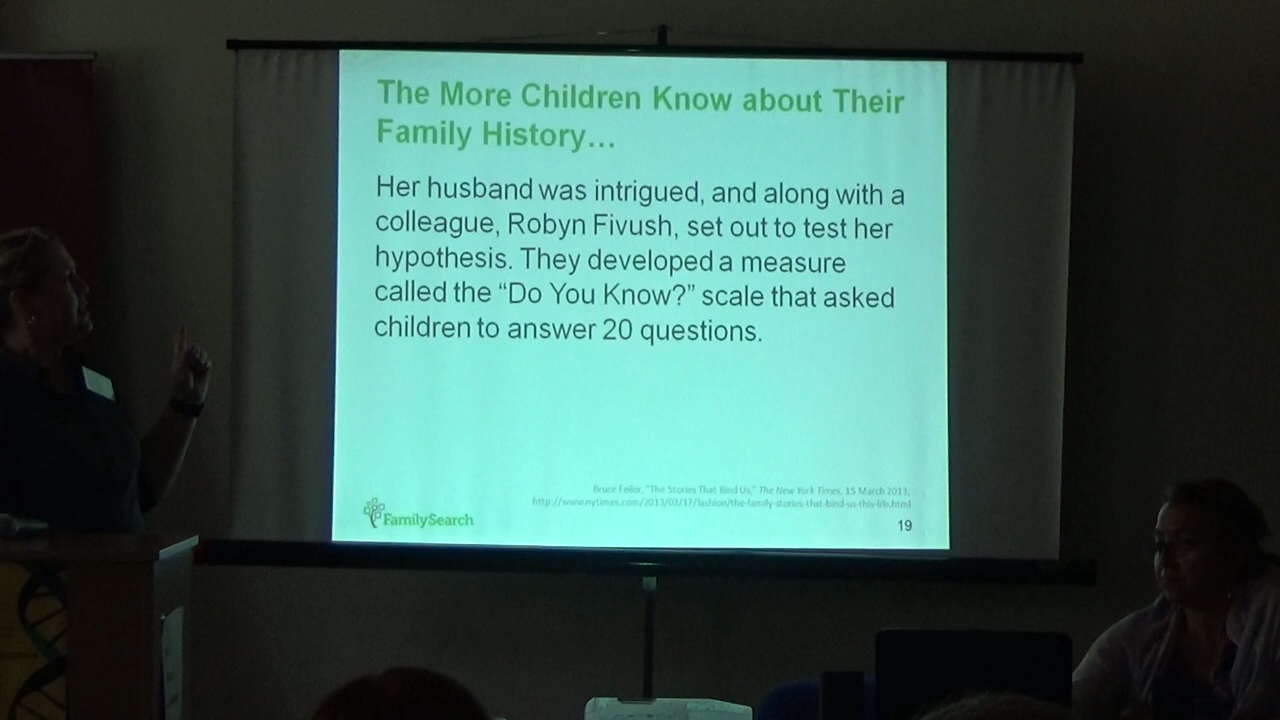 The More Children Know about Their
Family History...
Her husband was intrigued, and along with a
colleague, Robyn Fivush, set out to test her
hypothesis. They developed a measure
called the “Do You Know?” scale that asked
children to answer 20 questions.
Bruce Feiler, "The Stories That Bind Us," The New York Times, 15 March 2013,
http://www.nytimes.com/2013/03/17/fashion/the-family-stories-that-bind-us-this-life.html
FamilySearch
19